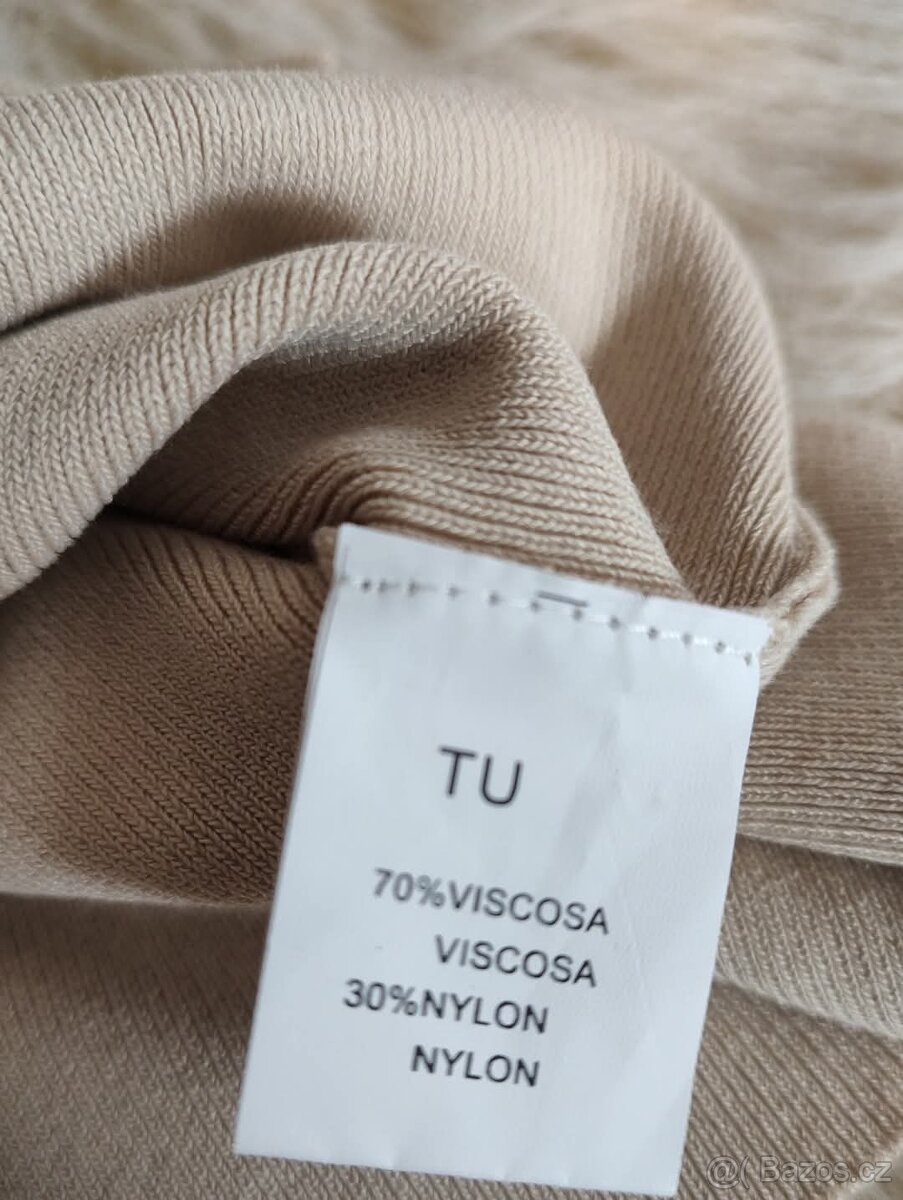 TU
70%VISCOSA
VISCOSA
30%NYLON
NYLON
@( Bazos.cz